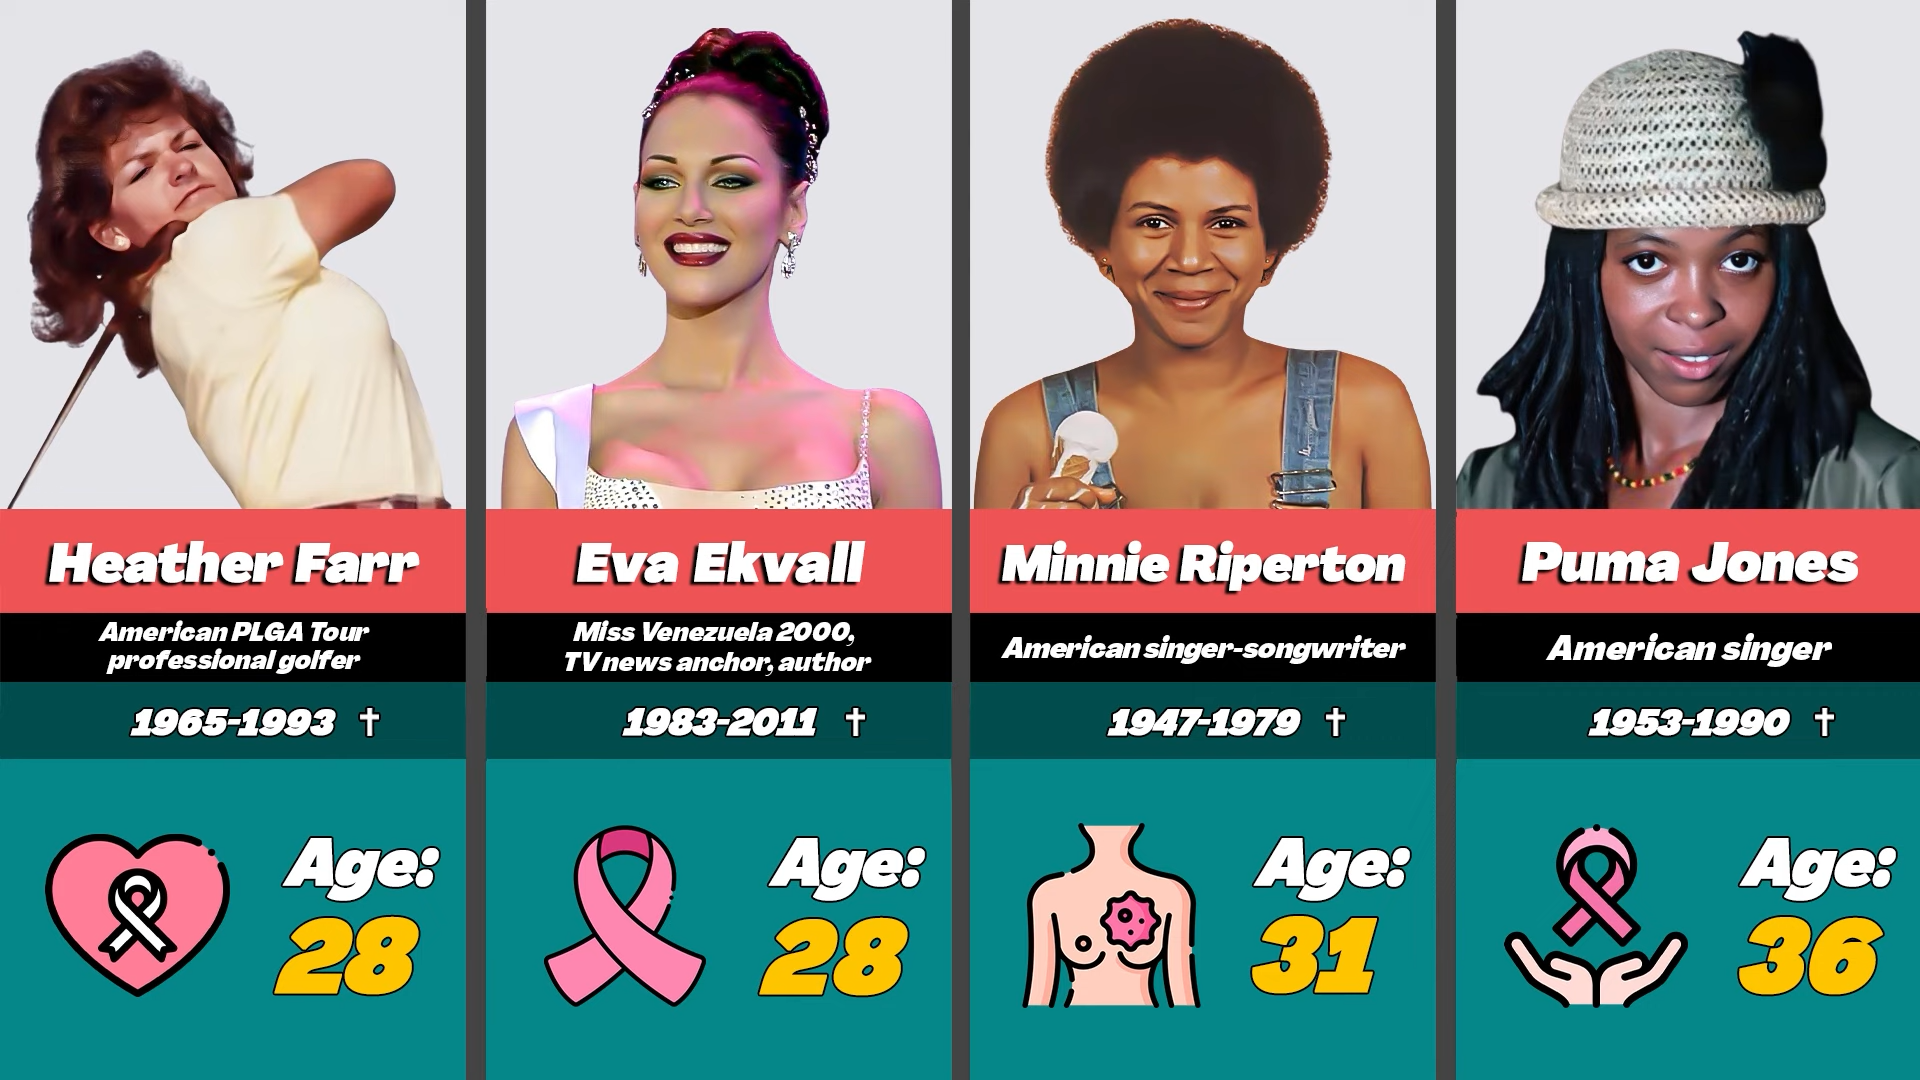 Heather Farr
American PLGA Tour
professional golfer
1965-1993 †
Age:
28
Eva Ekvall
Miss Venezuela 2000,
TV news anchor, author
1983-2011 †
Age:
28
Minnie Riperton
American singer-songwriter
1947-1979 †
Age:
31
Puma Jones
American singer
1953-1990 †
Age:
36